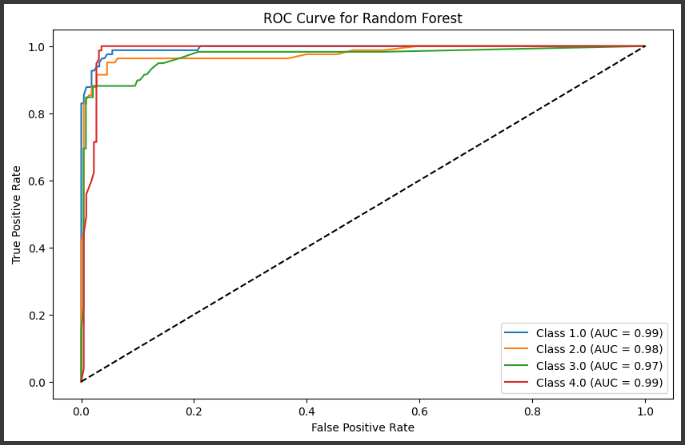 ROC Curve for Random Forest
True Positive Rate
1.0
0.8
0.6
0.4
0.2
0.0
0.0 0.2 0.4 0.6 0.8 1.0
False Positive Rate
Class 1.0 (AUC = 0.99)
Class 2.0 (AUC = 0.98)
Class 3.0 (AUC = 0.97)
Class 4.0 (AUC = 0.99)